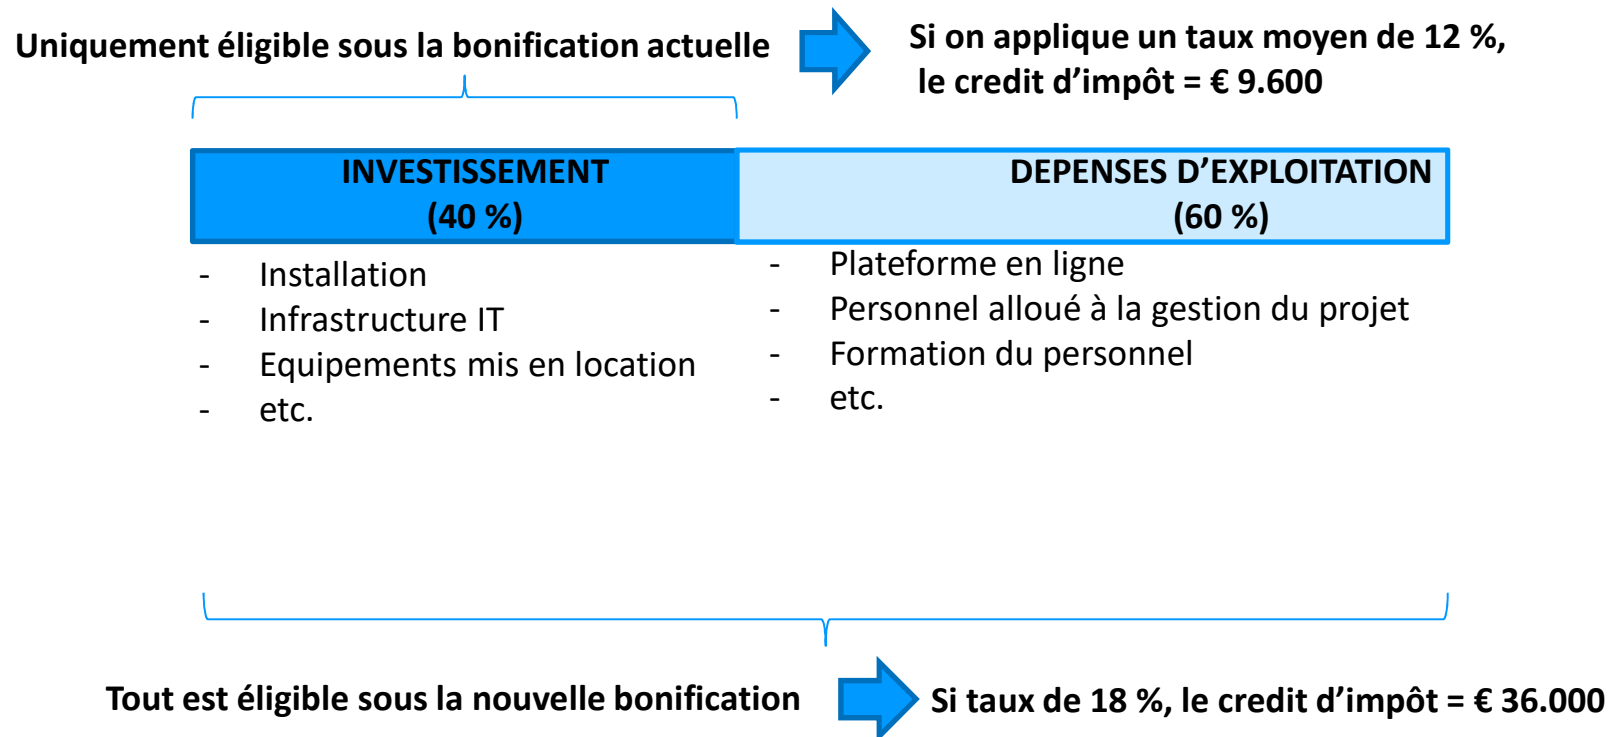 Uniquement éligible sous la bonification actuelle
Si on applique un taux moyen de 12 %,
le credit d’impôt = € 9.600
INVESTISSEMENT
(40 %)
DEPENSES D’EXPLOITATION
(60 %)
- Installation
- Infrastructure IT
- Equipements mis en location
- etc.
- Plateforme en ligne
- Personnel alloué à la gestion du projet
- Formation du personnel
- etc.
Tout est éligible sous la nouvelle bonification
Si taux de 18 %, le credit d’impôt = € 36.000